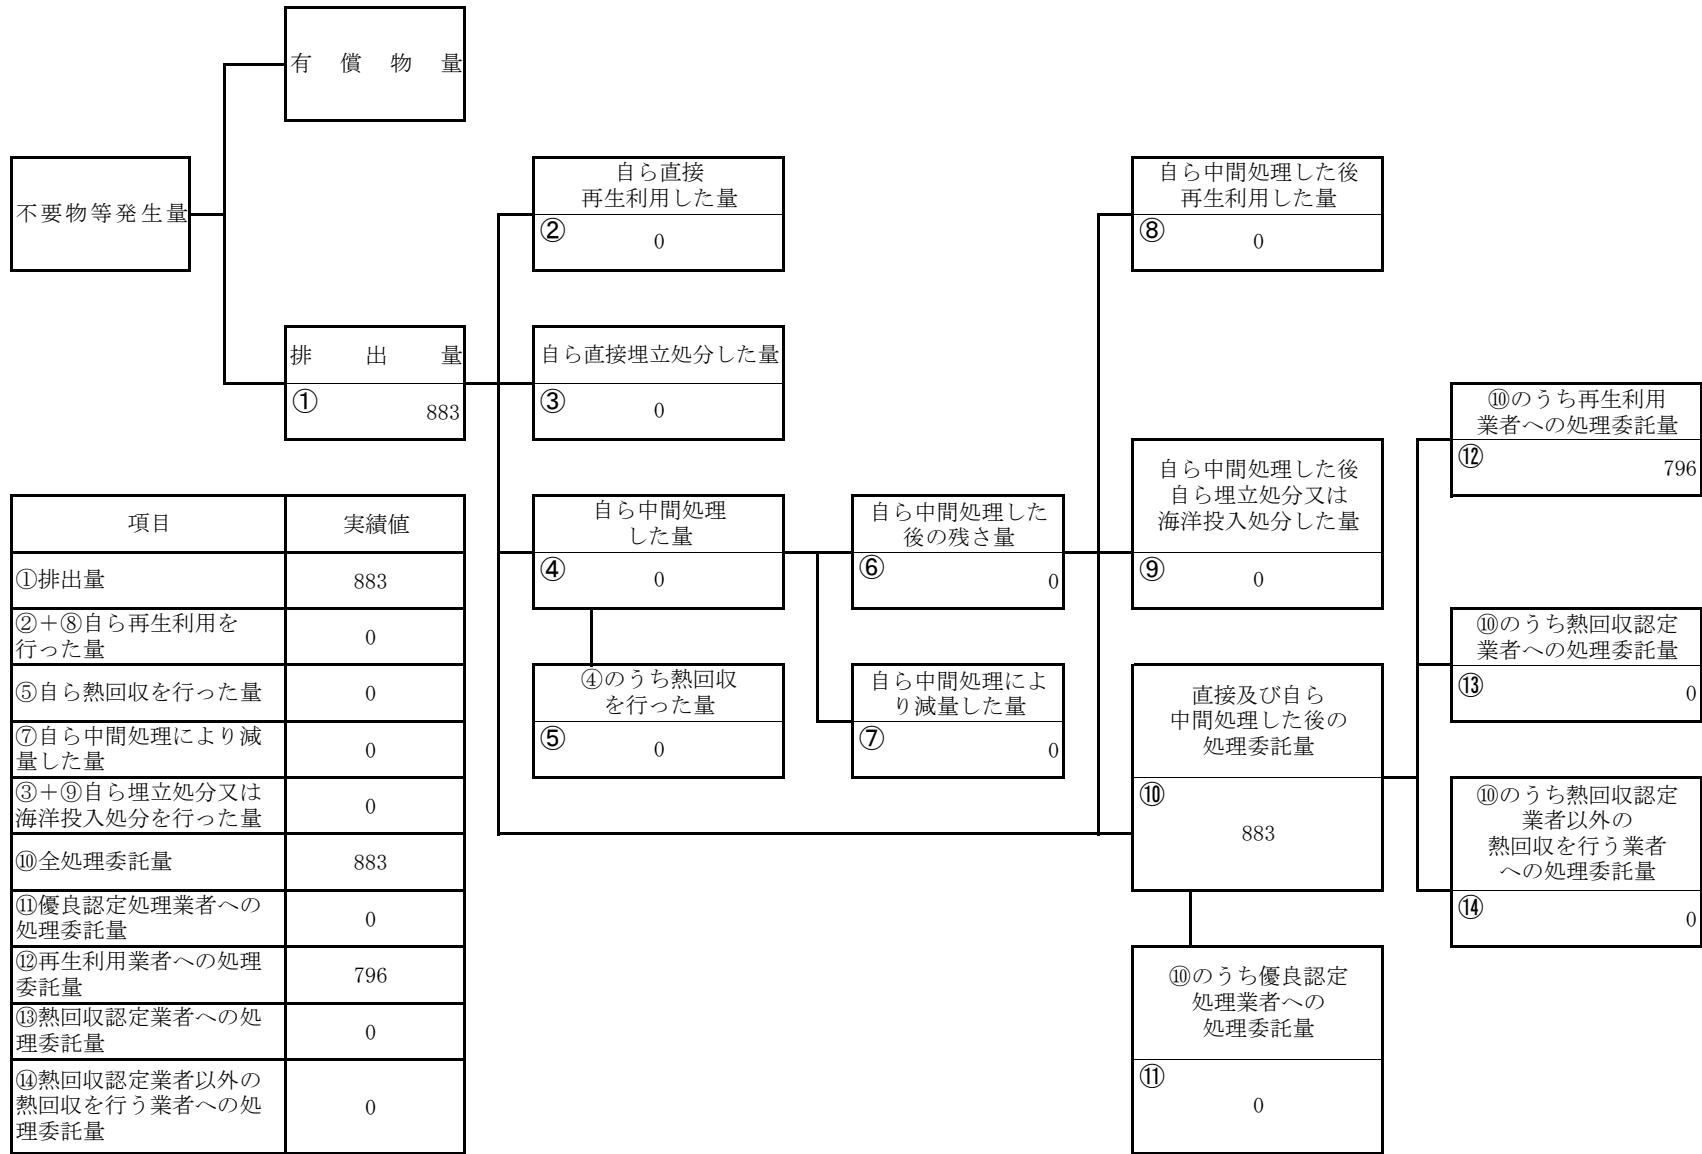 有償物量
不要物等発生量
排出量
①
883
自ら直接
再生利用した量
②
0
自ら直接埋立処分した量
③
0
自ら中間処理
した量
④
0
④のうち熱回収
を行った量
⑤
0
自ら中間処理した
後の残さ量
⑥
0
自ら中間処理によ
り減量した量
⑦
0
自ら中間処理した後
再生利用した量
⑧
0
自ら中間処理した後
自ら埋立処分又は
海洋投入処分した量
⑨
0
直接及び自ら
中間処理した後の
処理委託量
⑩
883
⑩のうち優良認定
処理業者への
処理委託量
⑪
0
⑩のうち再生利用
業者への処理委託量
⑫
796
⑩のうち熱回収認定
業者への処理委託量
⑬
0
⑩のうち熱回収認定
業者以外の
熱回収を行う業者
への処理委託量
⑭
0
項目 実績値
①排出量 883
②＋⑧自ら再生利用を
行った量 0
⑤自ら熱回収を行った量 0
⑦自ら中間処理により減
量した量 0
③＋⑨自ら埋立処分又は
海洋投入処分を行った量 0
⑩全処理委託量 883
⑪優良認定処理業者への
処理委託量 0
⑫再生利用業者への処理
委託量 796
⑬熱回収認定業者への処
理委託量 0
⑭熱回収認定業者以外の
熱回収を行う業者への処
理委託量 0